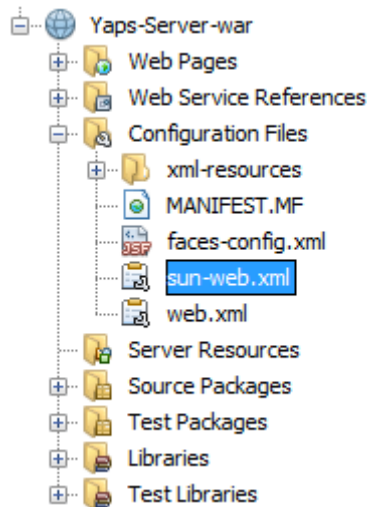 Yaps-Server-war
Web Pages
Web Service References
Configuration Files
xml-resources
MANIFEST.MF
JSF faces-config.xml
sun-web.xml
web.xml
Server Resources
Source Packages
Test Packages
Libraries
Test Libraries